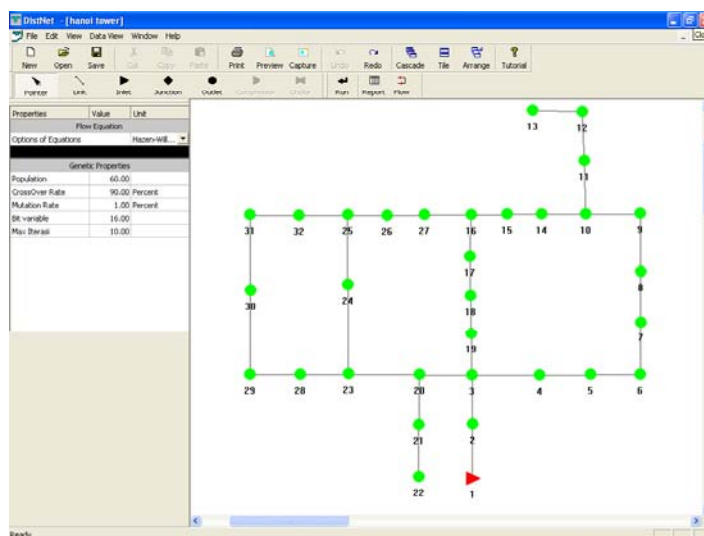 DistNet - [hanoi tower]
File Edit View Data View Window Help
New Open Save Cut Copy Paste Print Preview Capture Undo Redo Cascade Tile Arrange Tutorial
Pointer Link Inlet Junction Outlet Run Report Flow
Properties Value Unit
Flow Equation
Options of Equations Hazen-Will...
Genetic Properties
Population 60.00
CrossOver Rate 90.00 Percent
Mutation Rate 1.00 Percent
Bit variable 16.00
Max Iterasi 10.00
13 12
11
31 32 25 26 27 16 15 14 10 9
17
30 24 18 8
19 7
29 28 23 20 3 4 5 6
21 2
22 1
Ready